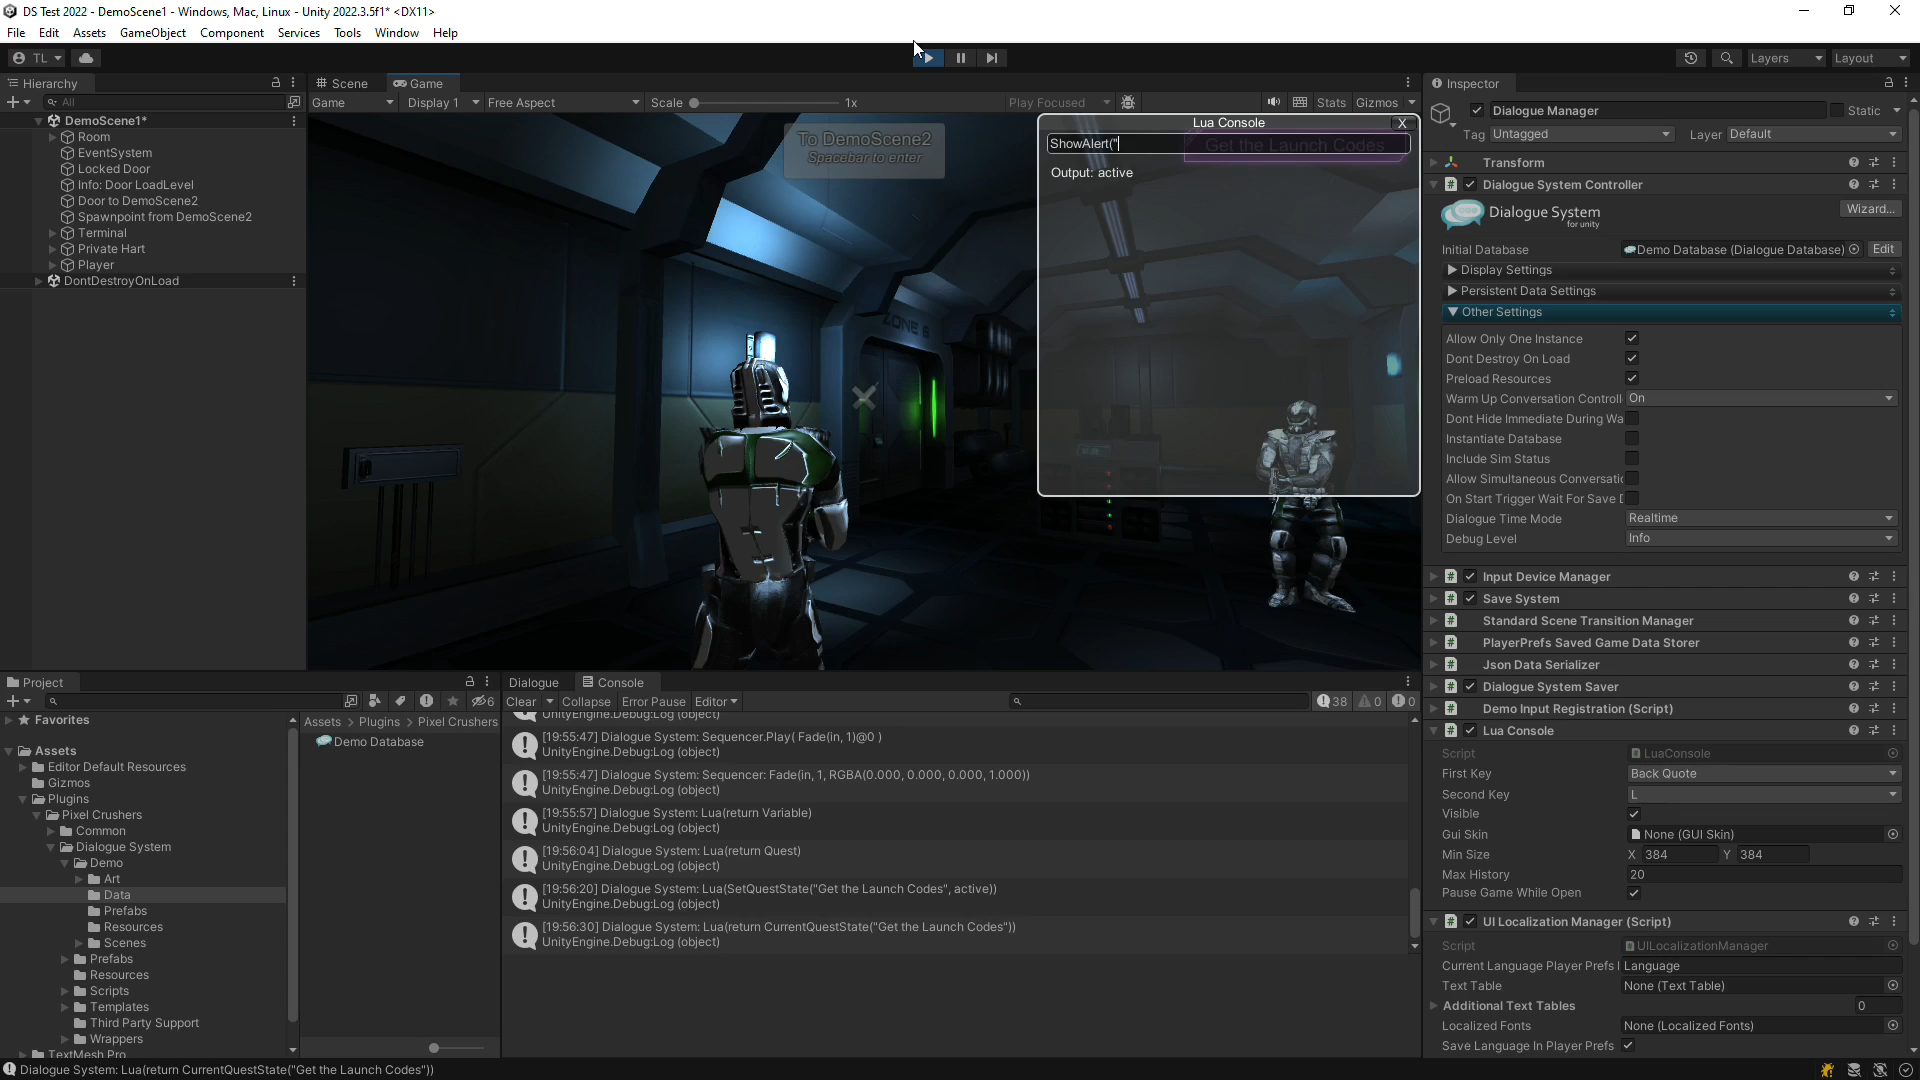 DS Test 2022 - DemoScene1 - Windows, Mac, Linux - Unity 2022.3.5f1* <DX11>
File Edit Assets GameObject Component Services Tools Window Help
TL
Layers
Layout
Hierarchy
All
DemoScene1*
Room
EventSystem
Locked Door
Info: Door LoadLevel
Door to DemoScene2
Spawnpoint from DemoScene2
Terminal
Private Hart
Player
DontDestroyOnLoad
Scene
Game
Game
Display 1
Free Aspect
Scale
1x
Play Focused
Stats
Gizmos
To DemoScene2
Spacebar to enter
ZONE
Lua Console
X
ShowAlert("
Get the Launch Codes
Output: active
Inspector
Dialogue Manager
Static
Tag
Untagged
Layer
Default
Transform
Dialogue System Controller
Dialogue System
for unity
Wizard...
Initial Database
Demo Database (Dialogue Database)
Edit
Display Settings
Persistent Data Settings
Other Settings
Allow Only One Instance
Dont Destroy On Load
Preload Resources
Warm Up Conversation Controll
On
Dont Hide Immediate During Wa
Instantiate Database
Include Sim Status
Allow Simultaneous Conversatic
On Start Trigger Wait For Save D
Dialogue Time Mode
Realtime
Debug Level
Info
Input Device Manager
Save System
Standard Scene Transition Manager
PlayerPrefs Saved Game Data Storer
Json Data Serializer
Dialogue System Saver
Demo Input Registration (Script)
Lua Console
Script
LuaConsole
First Key
Back Quote
Second Key
L
Visible
Gui Skin
None (GUI Skin)
Min Size
X 384
Y 384
Max History
20
Pause Game While Open
UI Localization Manager (Script)
Script
UILocalizationManager
Current Language Player Prefs
Language
Text Table
None (Text Table)
Additional Text Tables
0
Localized Fonts
None (Localized Fonts)
Save Language In Player Prefs
Project
6
Favorites
Assets
Editor Default Resources
Gizmos
Plugins
Pixel Crushers
Common
Dialogue System
Demo
Art
Data
Prefabs
Resources
Scenes
Prefabs
Resources
Scripts
Templates
Third Party Support
Wrappers
TextMesh Pro
Assets > Plugins > Pixel Crushers
Demo Database
Dialogue
Console
Clear
Collapse
Error Pause
Editor
38
0
0
UnityEngine.Debug:Log (object)
[19:55:47] Dialogue System: Sequencer.Play( Fade(in, 1)@0 )
UnityEngine.Debug:Log (object)
[19:55:47] Dialogue System: Sequencer: Fade(in, 1, RGBA(0.000, 0.000, 0.000, 1.000))
UnityEngine.Debug:Log (object)
[19:55:57] Dialogue System: Lua(return Variable)
UnityEngine.Debug:Log (object)
[19:56:04] Dialogue System: Lua(return Quest)
UnityEngine.Debug:Log (object)
[19:56:20] Dialogue System: Lua(SetQuestState("Get the Launch Codes", active))
UnityEngine.Debug:Log (object)
[19:56:30] Dialogue System: Lua(return CurrentQuestState("Get the Launch Codes"))
UnityEngine.Debug:Log (object)
Dialogue System: Lua(return CurrentQuestState("Get the Launch Codes"))